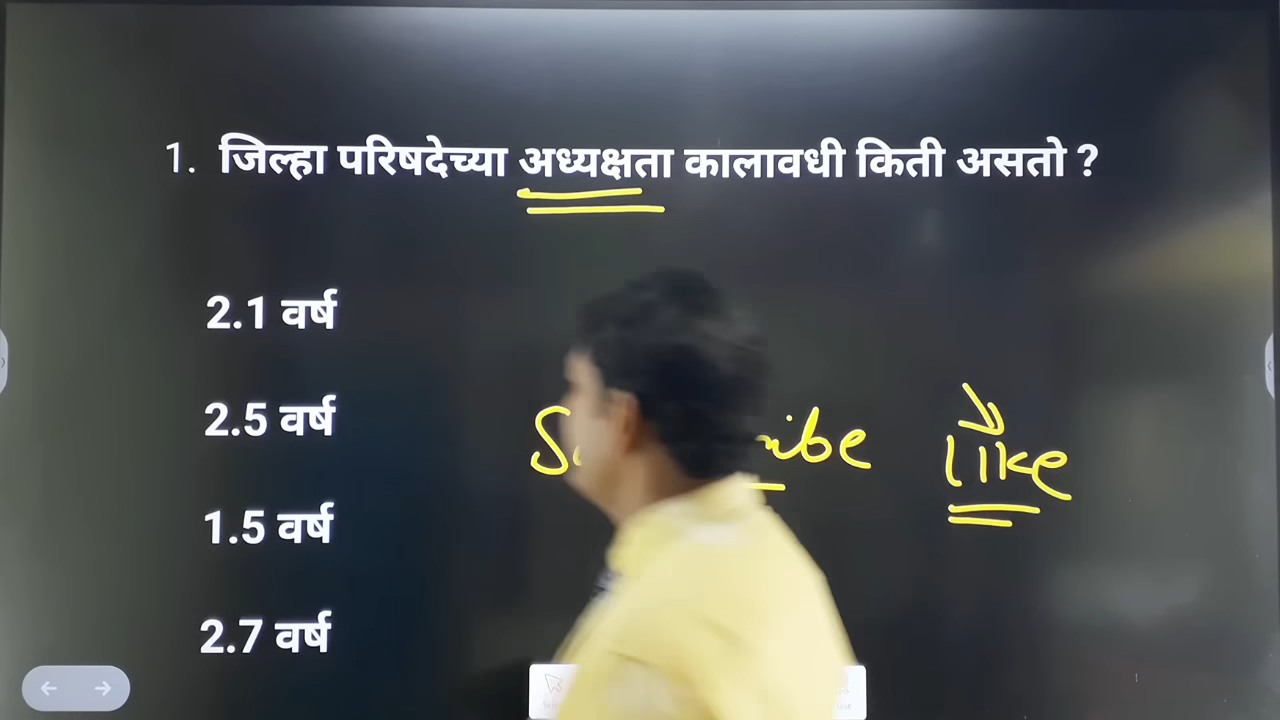 1. जिल्हा परिषदेच्या अध्यक्षता कालावधी किती असतो ?
2.1 वर्ष
2.5 वर्ष
1.5 वर्ष
2.7 वर्ष
like